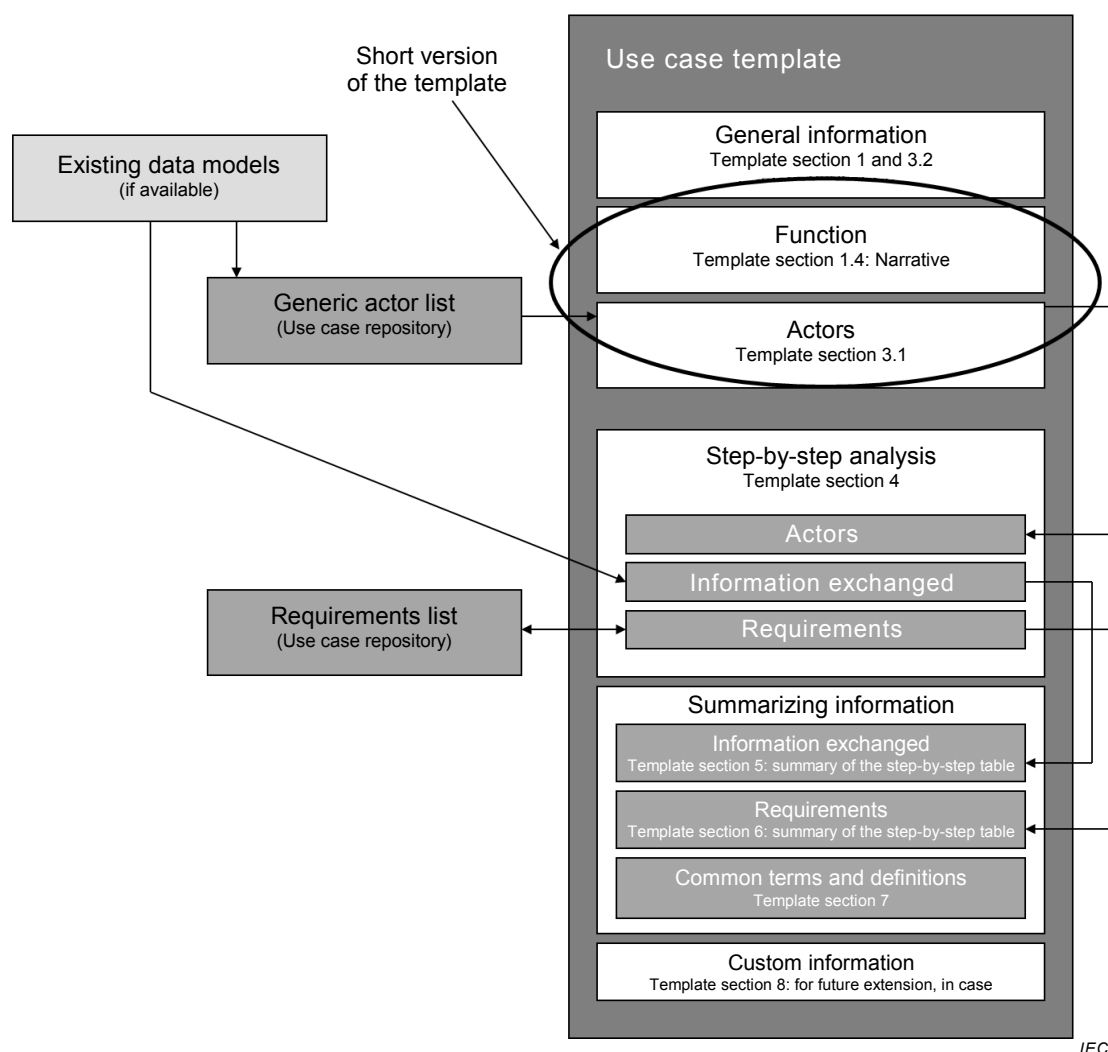 Short version
of the template
Use case template
General information
Template section 1 and 3.2
Existing data models
(if available)
Function
Template section 1.4: Narrative
Generic actor list
(Use case repository)
Actors
Template section 3.1
Step-by-step analysis
Template section 4
Actors
Information exchanged
Requirements list
(Use case repository)
Requirements
Summarizing information
Information exchanged
Template section 5: summary of the step-by-step table
Requirements
Template section 6: summary of the step-by-step table
Common terms and definitions
Template section 7
Custom information
Template section 8: for future extension, in case
IEC